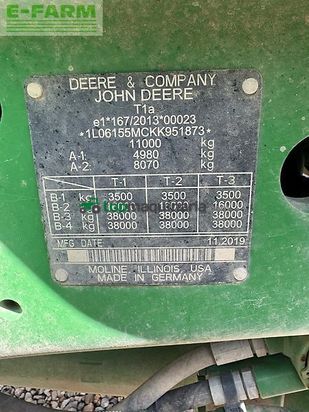 E-FARM
DEERE & COMPANY
JOHN DEERE
T1a
e1*167/2013*00023
*1L06155MCKK951873*
11000 kg
A-1: 4980 kg
A-2: 8070 kg
T-1 T-2 T-3
B-1 kg 3500 3500 3500
B-2 kg 16000
B-3 kg 38000 38000 38000
B-4 kg 38000 38000 38000
MFG DATE 11.2019
MOLINE, ILLINOIS, USA
MADE IN GERMANY